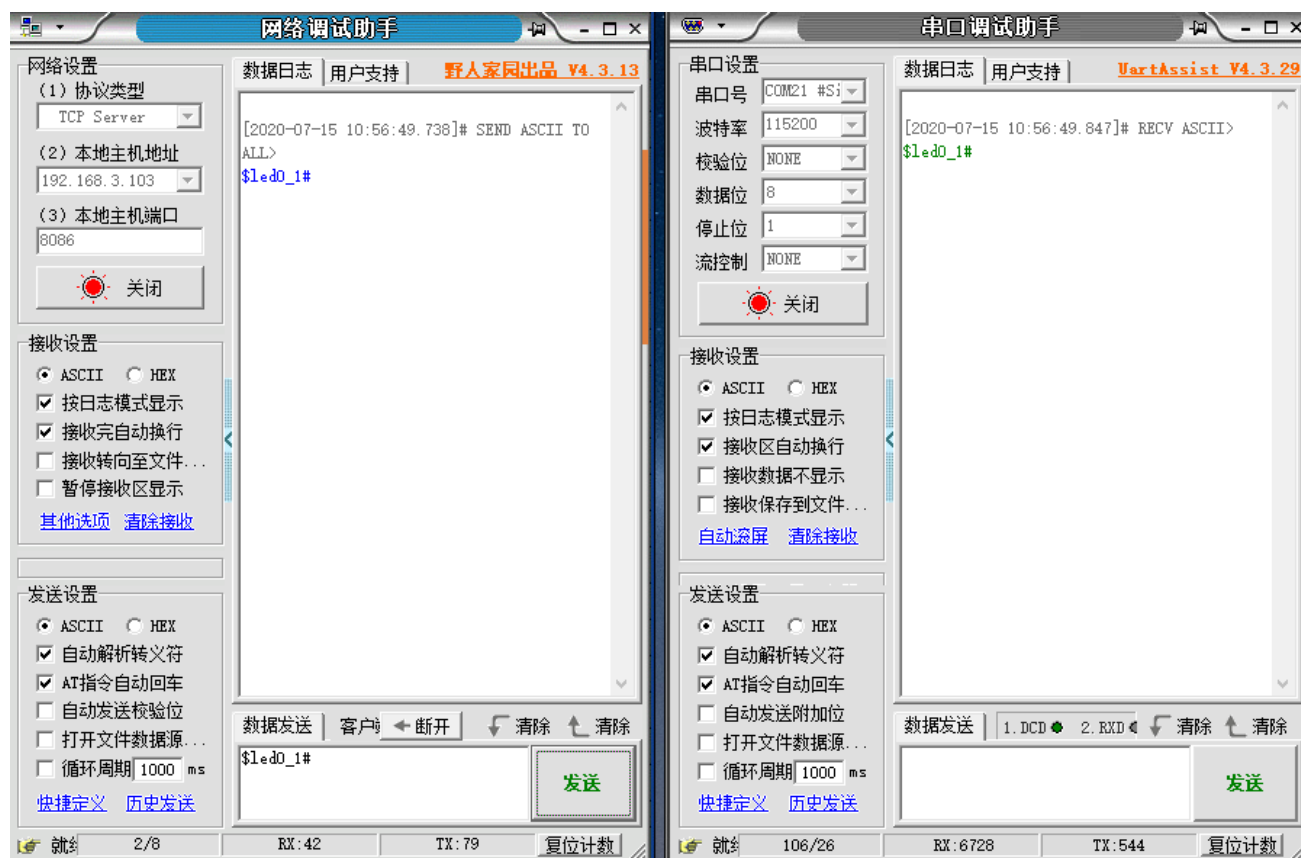 网络调试助手
网络设置
(1) 协议类型
TCP Server
(2) 本地主机地址
192.168.3.103
(3) 本地主机端口
8086
关闭
接收设置
ASCII HEX
按日志模式显示
接收完自动换行
接收转向至文件...
暂停接收区显示
其他选项 清除接收
发送设置
ASCII HEX
自动解析转义符
AT指令自动回车
自动发送校验位
打开文件数据源...
循环周期 1000 ms
快捷定义 历史发送
数据日志 用户支持 野人家园出品 V4.3.13
[2020-07-15 10:56:49.738]# SEND ASCII TO
ALL>
$led0_1#
数据发送 客户 断开 清除 清除
$led0_1#
发送
就 2/8 RX:42 TX:79 复位计数
串口调试助手
串口设置
串口号 COM21 #Si
波特率 115200
校验位 NONE
数据位 8
停止位 1
流控制 NONE
关闭
接收设置
ASCII HEX
按日志模式显示
接收区自动换行
接收数据不显示
接收保存到文件...
自动滚屏 清除接收
发送设置
ASCII HEX
自动解析转义符
AT指令自动回车
自动发送附加位
打开文件数据源...
循环周期 1000 ms
快捷定义 历史发送
数据日志 用户支持 UartAssist V4.3.29
[2020-07-15 10:56:49.847]# RECV ASCII>
$led0_1#
数据发送 1.DCD 2.RXD 清除 清除
发送
就 106/26 RX:6728 TX:544 复位计数